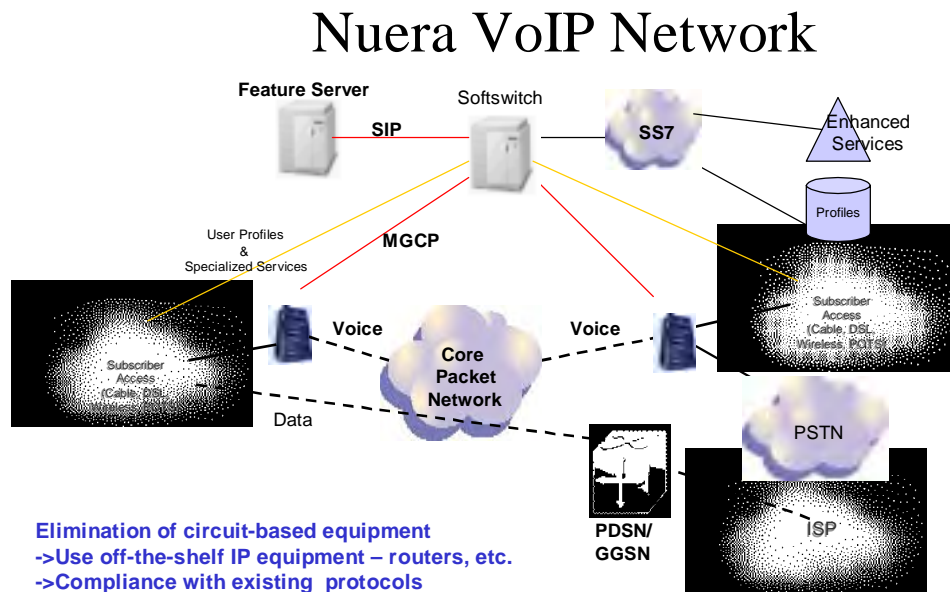 Nuera VoIP Network
Feature Server
Softswitch
SIP
SS7
Enhanced
Services
Profiles
User Profiles
&
Specialized Services
MGCP
Subscriber
Access
(Cable, DSL,
Wireless, POTS)
Voice
Voice
Core
Packet
Network
Subscriber
Access
(Cable, DSL,
Wireless,
Data
PSTN
PDSN/
GGSN
ISP
Elimination of circuit-based equipment
->Use off-the-shelf IP equipment – routers, etc.
->Compliance with existing protocols